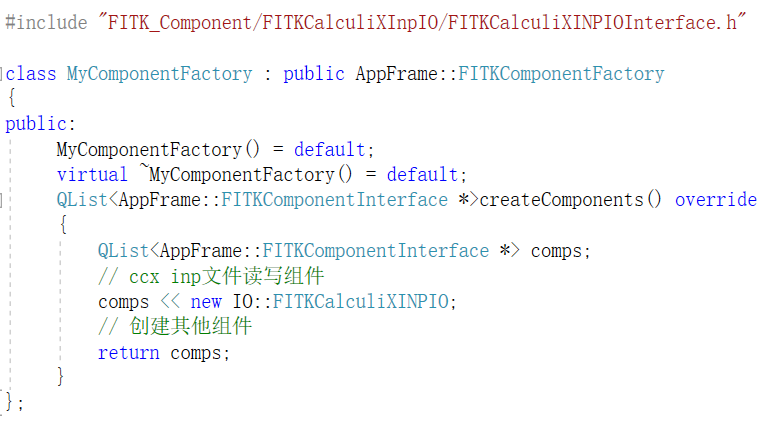 #include "FITK_Component/FITKCalculiXInpIO/FITKCalculiXINPIOInterface.h"
class MyComponentFactory : public AppFrame::FITKComponentFactory
{
public:
MyComponentFactory() = default;
virtual ~MyComponentFactory() = default;
QList<AppFrame::FITKComponentInterface *>createComponents() override
{
QList<AppFrame::FITKComponentInterface *> comps;
// ccx inp文件读写组件
comps << new IO::FITKCalculiXINPIO;
// 创建其他组件
return comps;
}
};